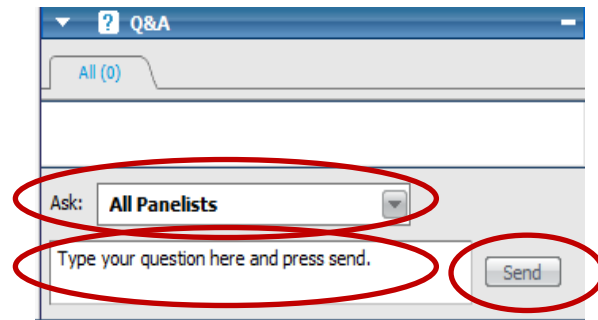 ? Q&A
All (0)
Ask: All Panelists
Type your question here and press send.
Send